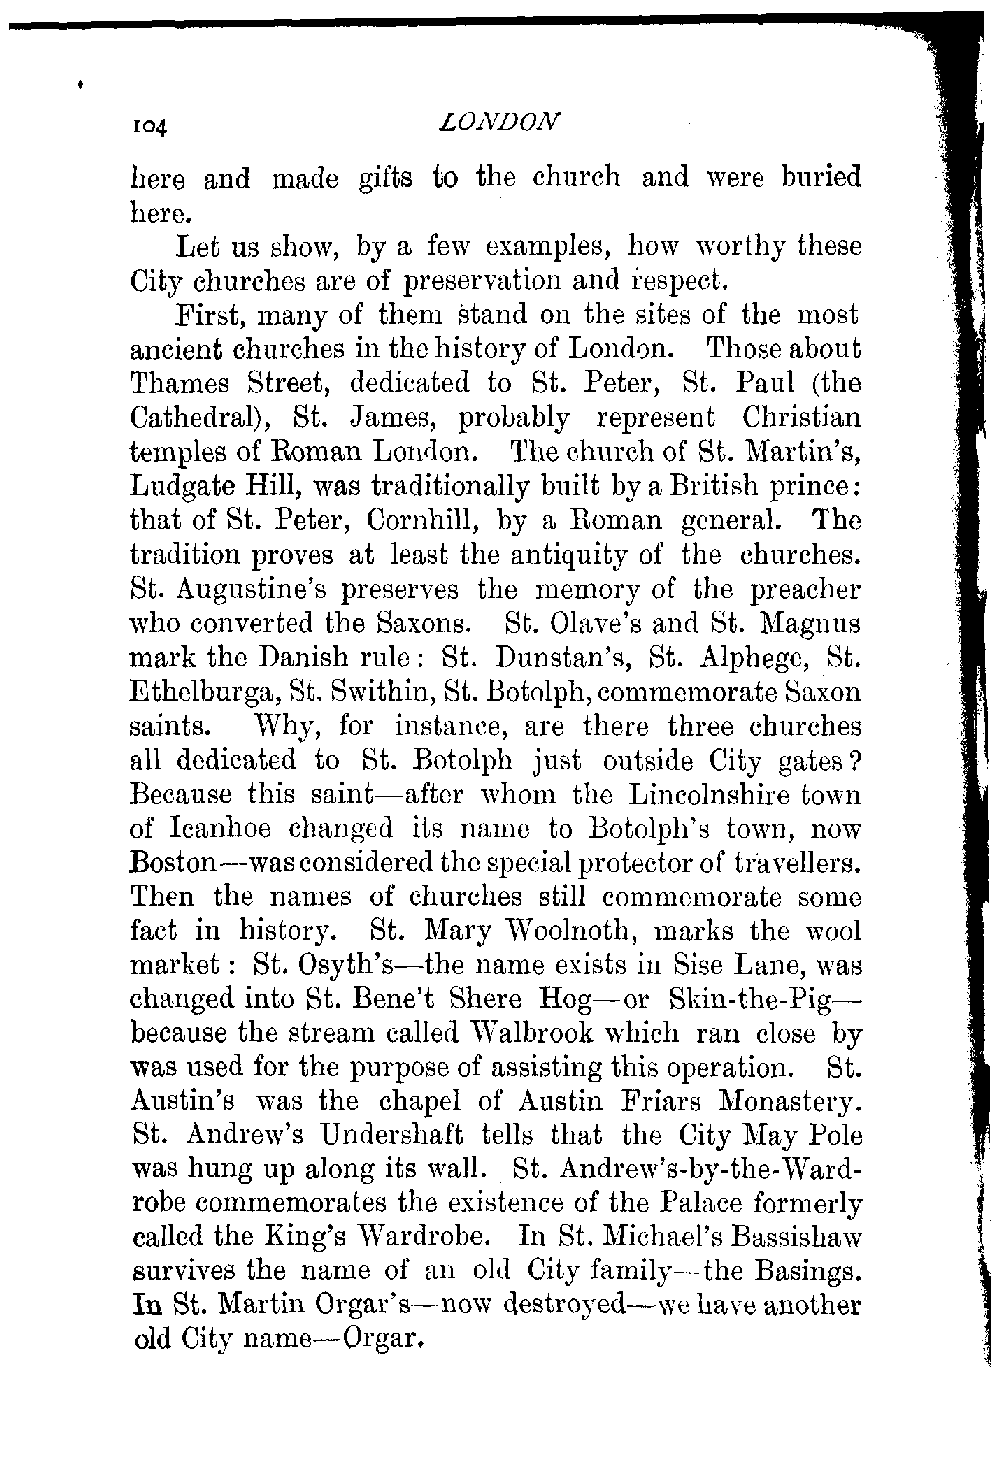 104 LONDON
here and made gifts to the church and were buried
here.
Let us show, by a few examples, how worthy these
City churches are of preservation and respect.
First, many of them stand on the sites of the most
ancient churches in the history of London. Those about
Thames Street, dedicated to St. Peter, St. Paul (the
Cathedral), St. James, probably represent Christian
temples of Roman London. The church of St. Martin's,
Ludgate Hill, was traditionally built by a British prince:
that of St. Peter, Cornhill, by a Roman general. The
tradition proves at least the antiquity of the churches.
St. Augustine's preserves the memory of the preacher
who converted the Saxons. St. Olave's and St. Magnus
mark the Danish rule: St. Dunstan's, St. Alphege, St.
Ethelburga, St. Swithin, St. Botolph, commemorate Saxon
saints. Why, for instance, are there three churches
all dedicated to St. Botolph just outside City gates?
Because this saint—after whom the Lincolnshire town
of Icanhoe changed its name to Botolph's town, now
Boston—was considered the special protector of travellers.
Then the names of churches still commemorate some
fact in history. St. Mary Woolnoth, marks the wool
market: St. Osyth's—the name exists in Sise Lane, was
changed into St. Bene't Shere Hog—or Skin-the-Pig—
because the stream called Walbrook which ran close by
was used for the purpose of assisting this operation. St.
Austin's was the chapel of Austin Friars Monastery.
St. Andrew's Undershaft tells that the City May Pole
was hung up along its wall. St. Andrew's-by-the-Ward-
robe commemorates the existence of the Palace formerly
called the King's Wardrobe. In St. Michael's Bassishaw
survives the name of an old City family—the Basings.
In St. Martin Orgar's—now destroyed—we have another
old City name—Orgar.